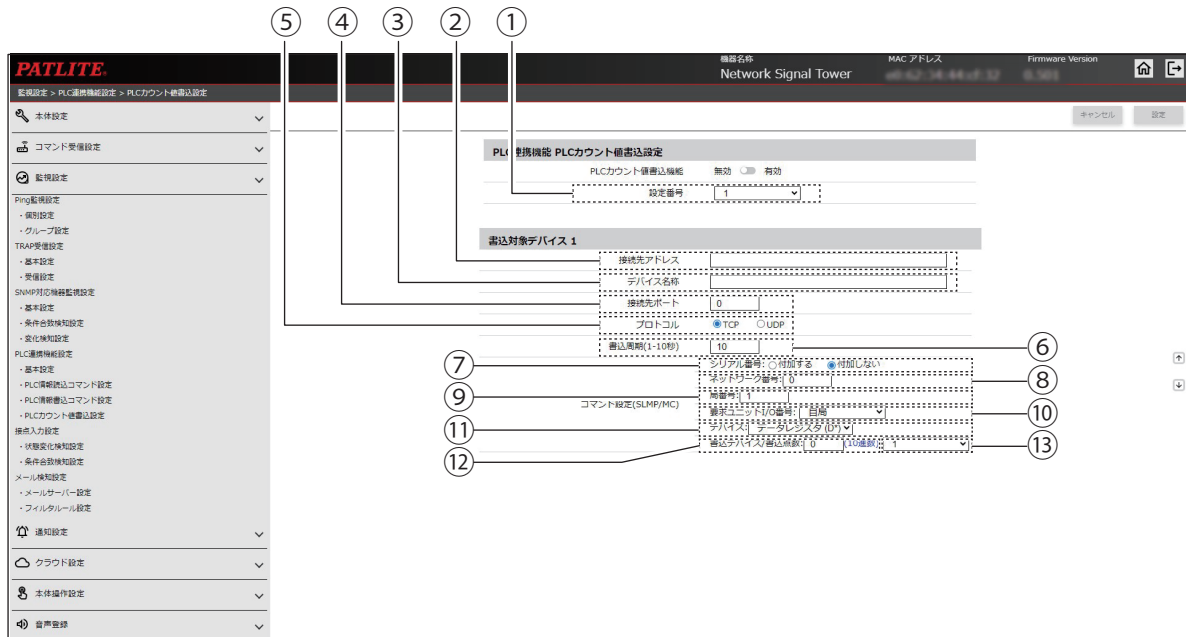 ⑤ ④ ③ ② ①
PATLITE
機器名称
Network Signal Tower
MAC アドレス
Firmware Version
0.501
監視設定 > PLC連携機能設定 > PLCカウント値書込設定
キャンセル
設定
本体設定
コマンド受信設定
監視設定
Ping監視設定
・個別設定
・グループ設定
TRAP受信設定
・基本設定
・受信設定
SNMP対応機器監視設定
・基本設定
・条件合致検知設定
・変化検知設定
PLC連携機能設定
・基本設定
・PLC情報読込コマンド設定
・PLC情報書込コマンド設定
・PLCカウント値書込設定
接点入力設定
・状態変化検知設定
・条件合致検知設定
メール検知設定
・メールサーバー設定
・フィルタルール設定
通知設定
クラウド設定
本体操作設定
音声登録
PLC連携機能 PLCカウント値書込設定
PLCカウント値書込機能 無効 有効
設定番号 1
書込対象デバイス 1
接続先アドレス
デバイス名称
接続先ポート 0
プロトコル TCP UDP
書込周期(1-10秒) 10
⑥
コマンド設定(SLMP/MC)
⑦ シリアル番号: 付加する 付加しない
ネットワーク番号: 0 ⑧
⑨ 局番号: 1
要求ユニットI/O番号: 自局 ⑩
⑪ デバイス: データレジスタ (D*)
⑫ 書込デバイス/書込点数: 0 (10進数) 1 ⑬